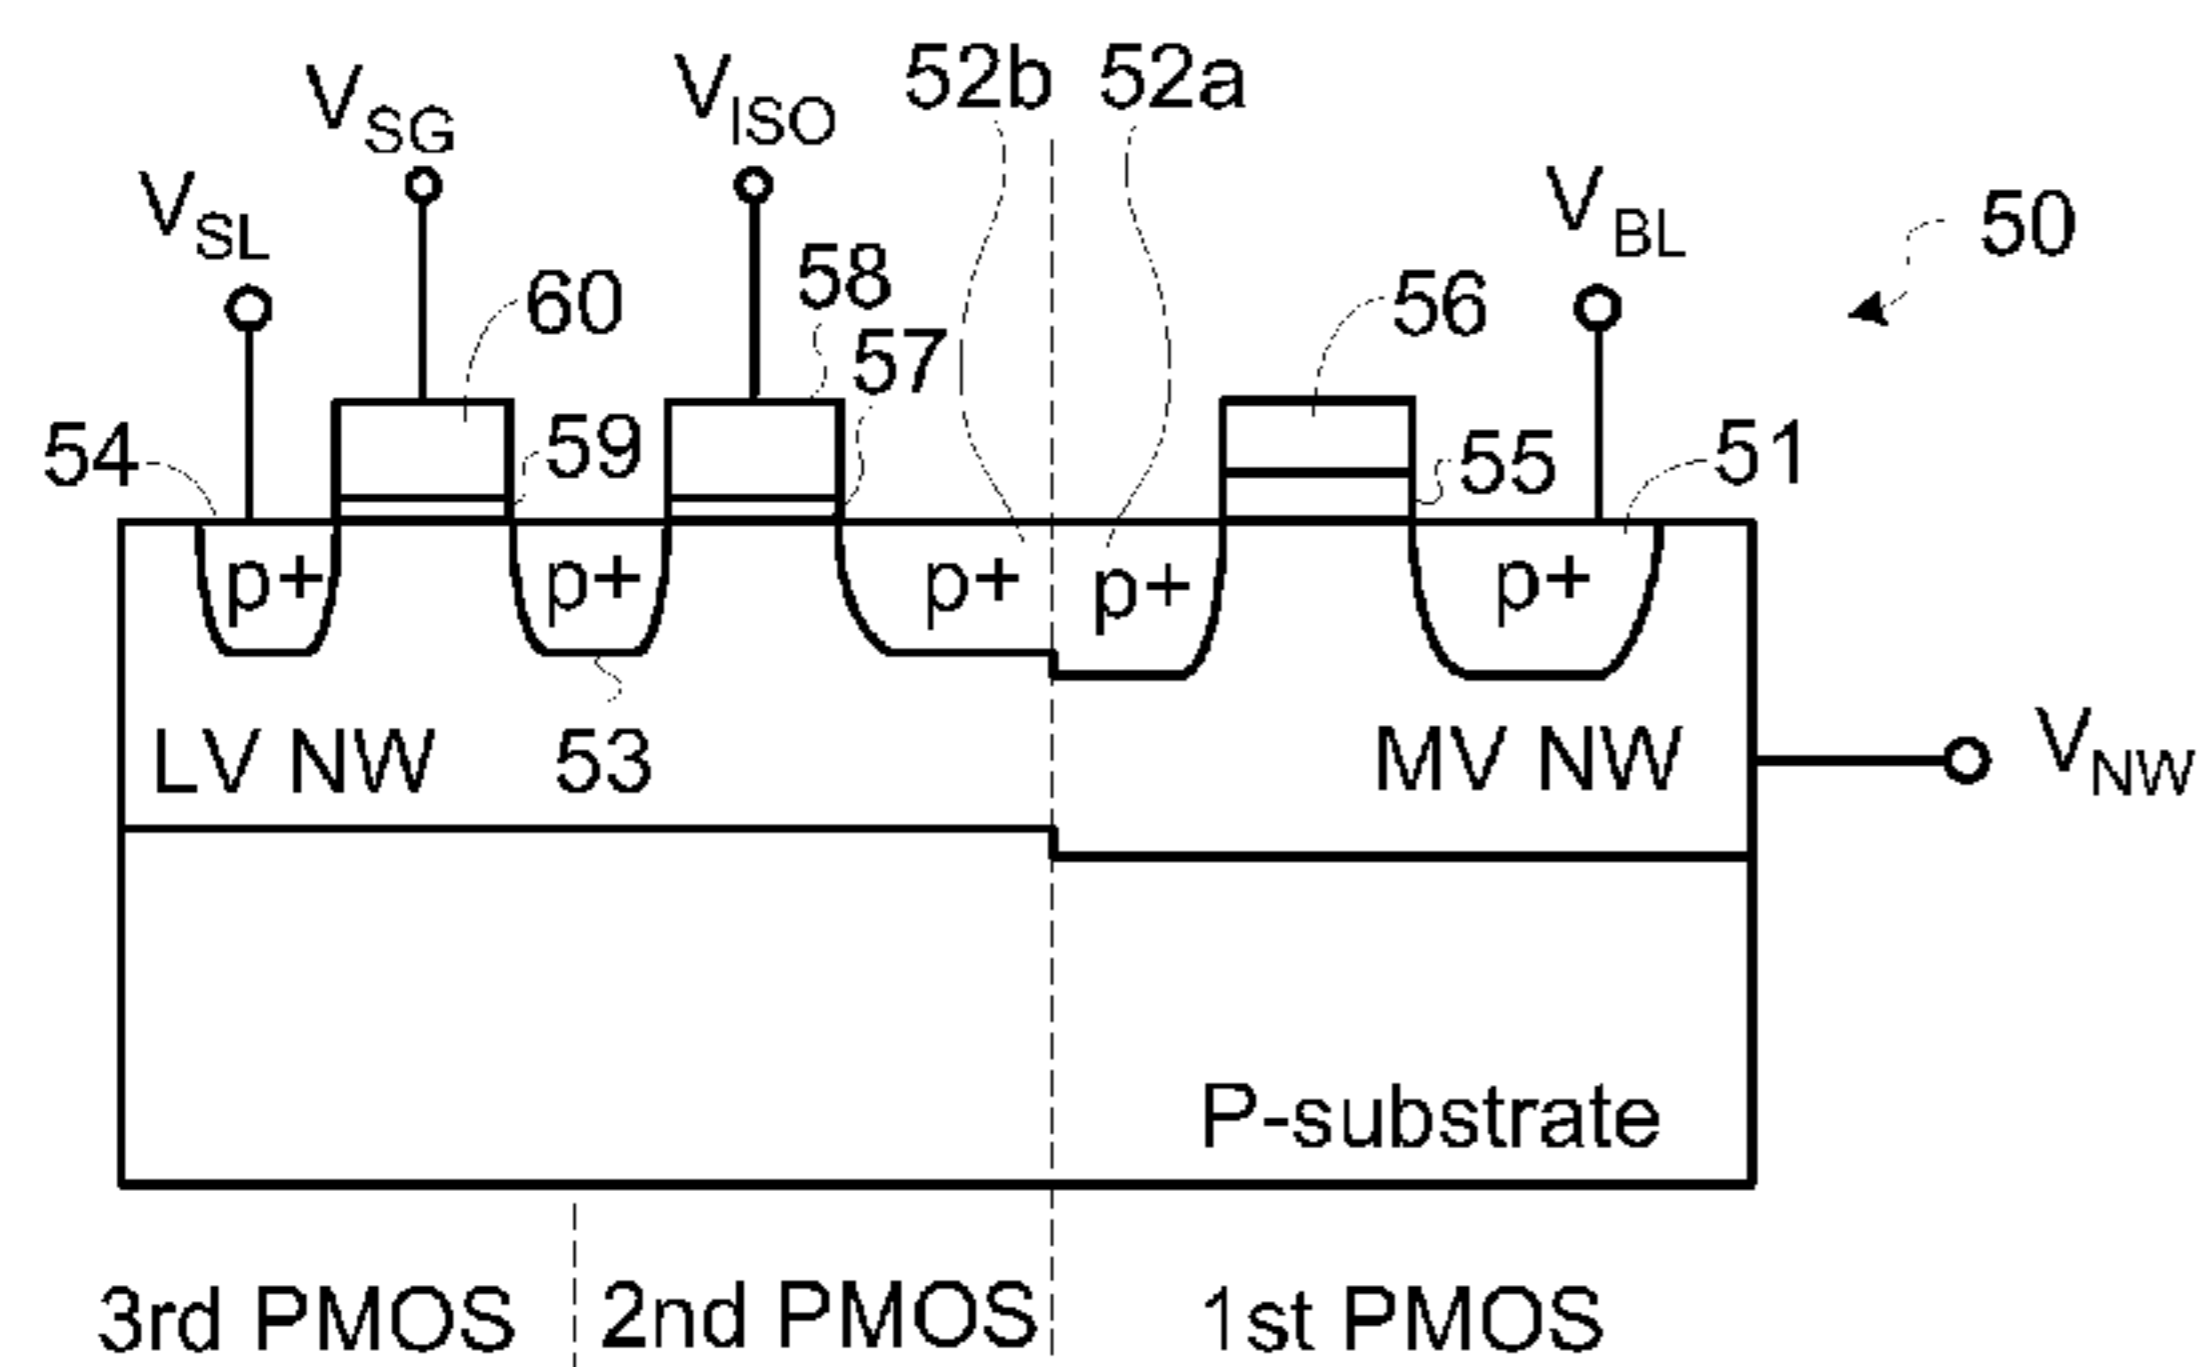 52b 52a
V_SG V_ISO
V_SL V_BL 50
60 58 56
57
54 59 55 51
p+ p+ p+ p+ p+
LV NW 53 MV NW V_NW
P-substrate
3rd PMOS 2nd PMOS 1st PMOS